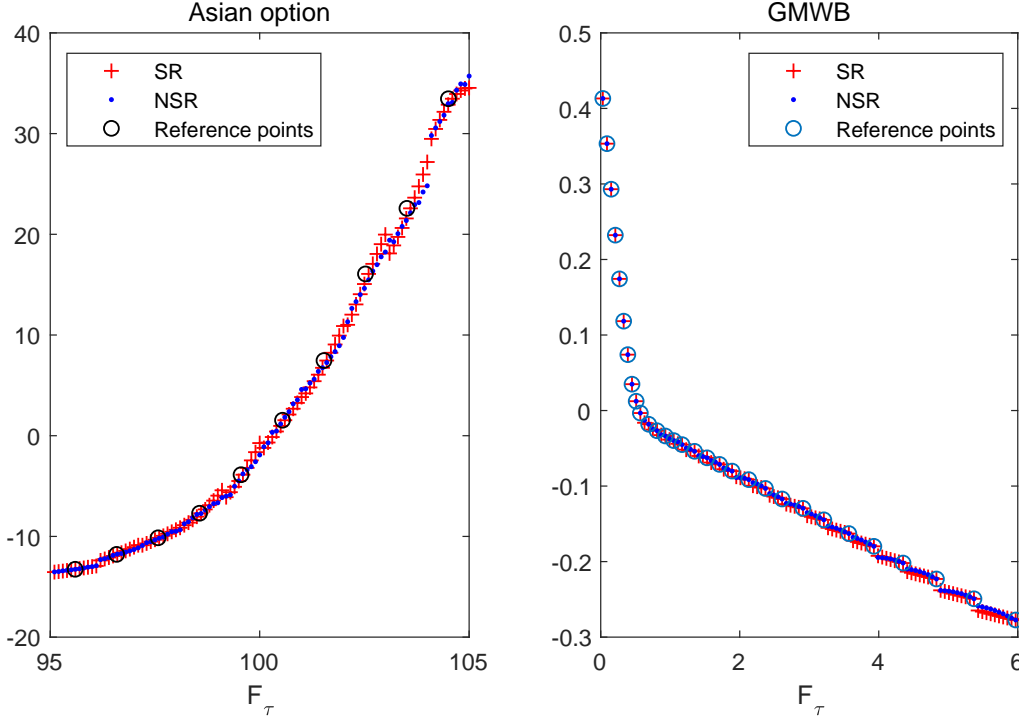 Asian option
40
30
20
10
0
-10
-20
95
100
105
F_τ
SR
NSR
Reference points
GMWB
0.5
0.4
0.3
0.2
0.1
0
-0.1
-0.2
-0.3
0
2
4
6
F_τ
SR
NSR
Reference points